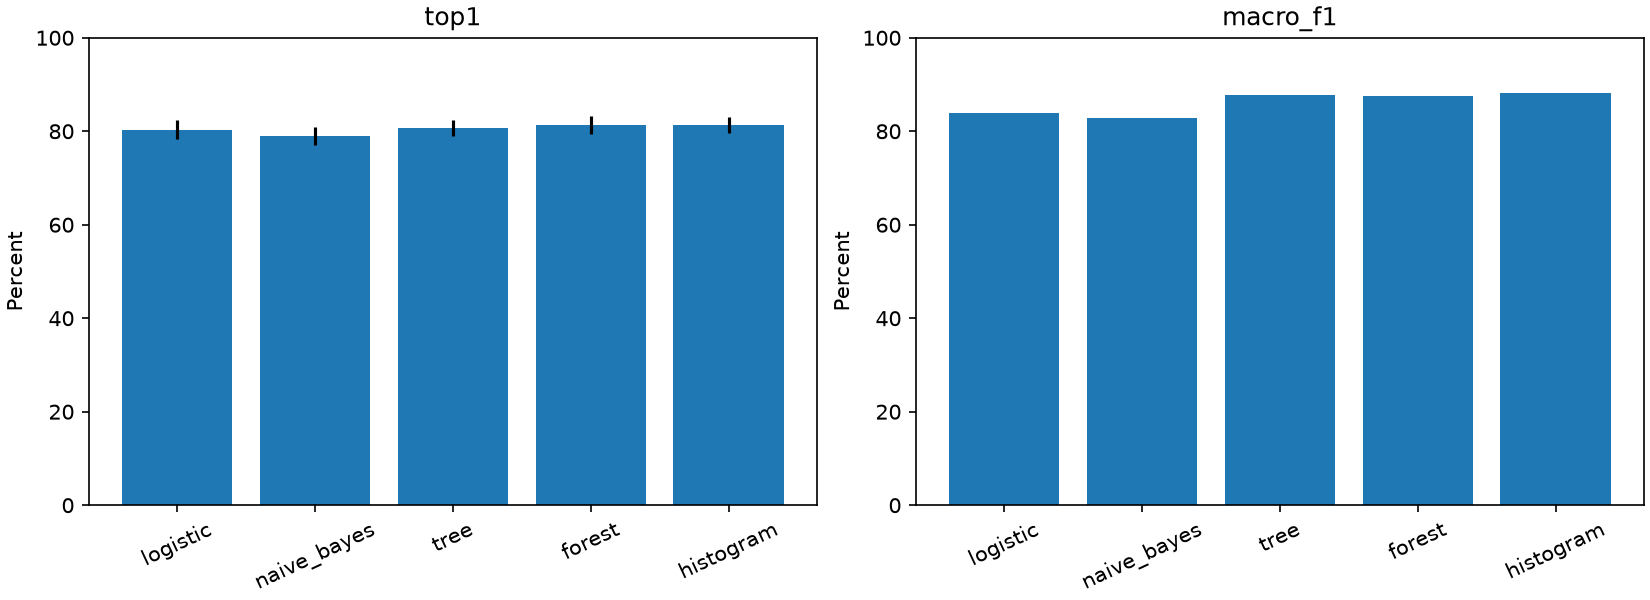 top1
Percent
100
80
60
40
20
0
logistic
naive_bayes
tree
forest
histogram
macro_f1
Percent
100
80
60
40
20
0
logistic
naive_bayes
tree
forest
histogram